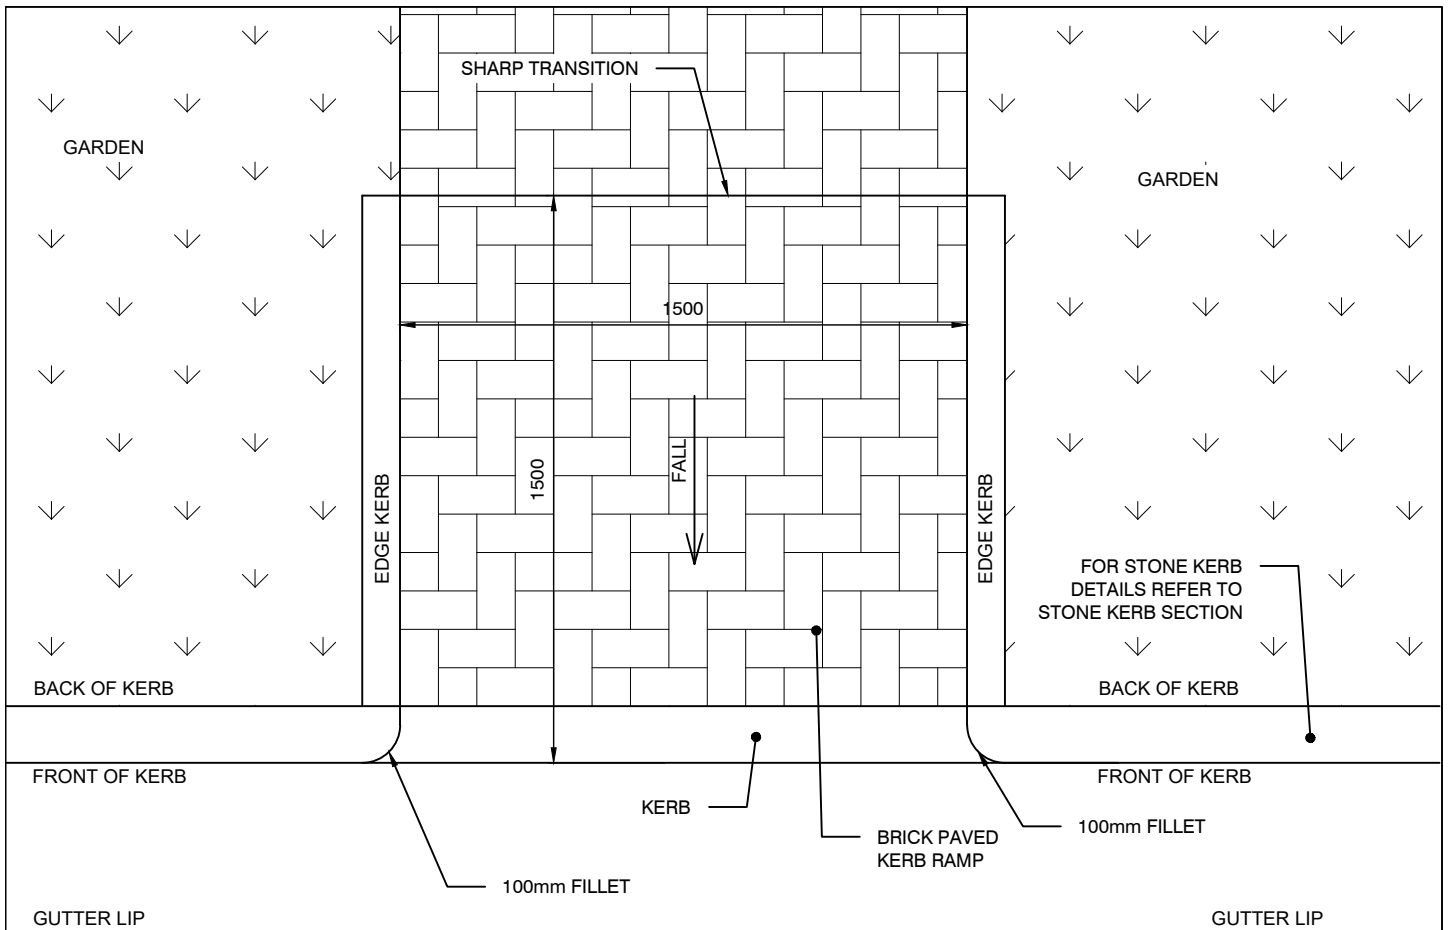 SHARP TRANSITION
GARDEN
GARDEN
1500
1500
FALL
EDGE KERB
EDGE KERB
FOR STONE KERB
DETAILS REFER TO
STONE KERB SECTION
BACK OF KERB
BACK OF KERB
FRONT OF KERB
FRONT OF KERB
KERB
BRICK PAVED
KERB RAMP
100mm FILLET
100mm FILLET
GUTTER LIP
GUTTER LIP